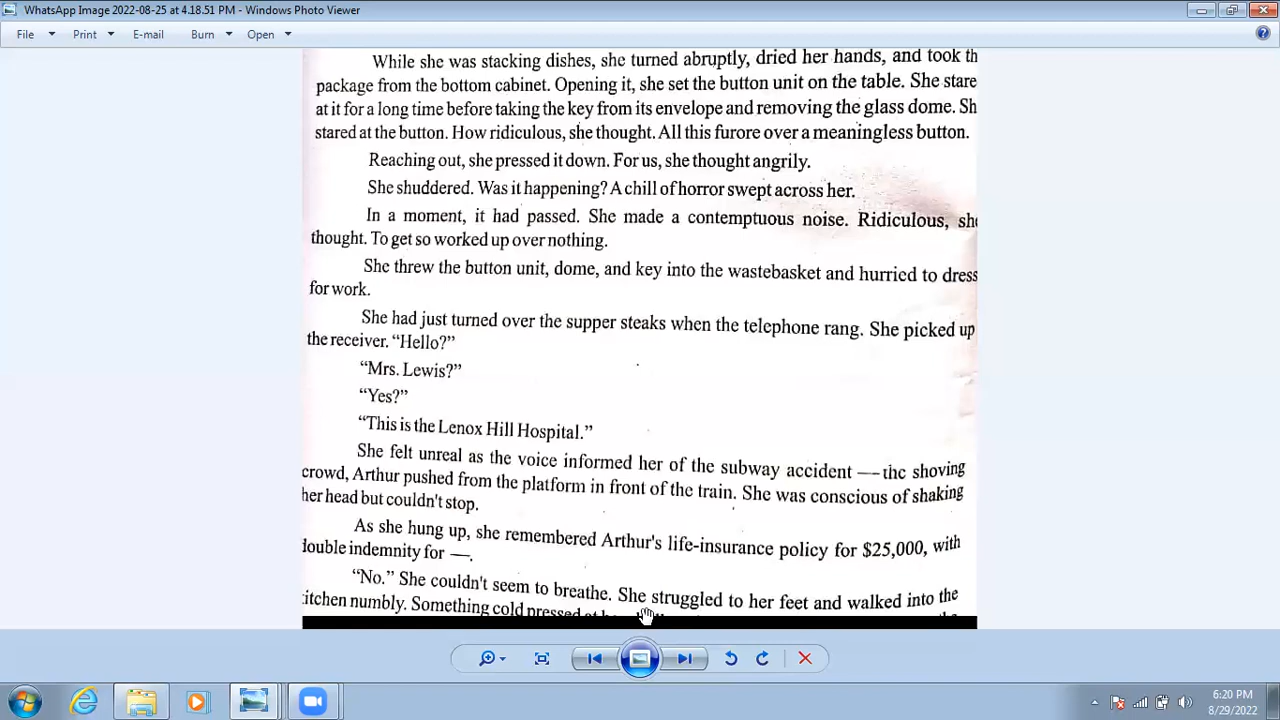 WhatsApp Image 2022-08-25 at 4.18.51 PM - Windows Photo Viewer
File Print E-mail Burn Open
While she was stacking dishes, she turned abruptly, dried her hands, and took th
package from the bottom cabinet. Opening it, she set the button unit on the table. She stare
at it for a long time before taking the key from its envelope and removing the glass dome. Sh
stared at the button. How ridiculous, she thought. All this furore over a meaningless button.
Reaching out, she pressed it down. For us, she thought angrily.
She shuddered. Was it happening? A chill of horror swept across her.
In a moment, it had passed. She made a contemptuous noise. Ridiculous, she
thought. To get so worked up over nothing.
She threw the button unit, dome, and key into the wastebasket and hurried to dress
for work.
She had just turned over the supper steaks when the telephone rang. She picked up
the receiver. “Hello?”
“Mrs. Lewis?”
“Yes?”
“This is the Lenox Hill Hospital.”
She felt unreal as the voice informed her of the subway accident — the shoving
crowd, Arthur pushed from the platform in front of the train. She was conscious of shaking
her head but couldn't stop.
As she hung up, she remembered Arthur's life-insurance policy for $25,000, with
double indemnity for —.
“No.” She couldn't seem to breathe. She struggled to her feet and walked into the
kitchen numbly. Something cold pressed at
6:20 PM
8/29/2022